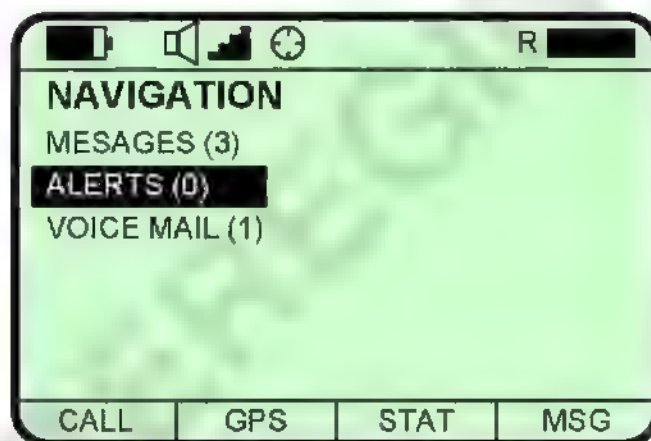 R
NAVIGATION
MESAGES (3)
ALERTS (0)
VOICE MAIL (1)
CALL GPS STAT MSG